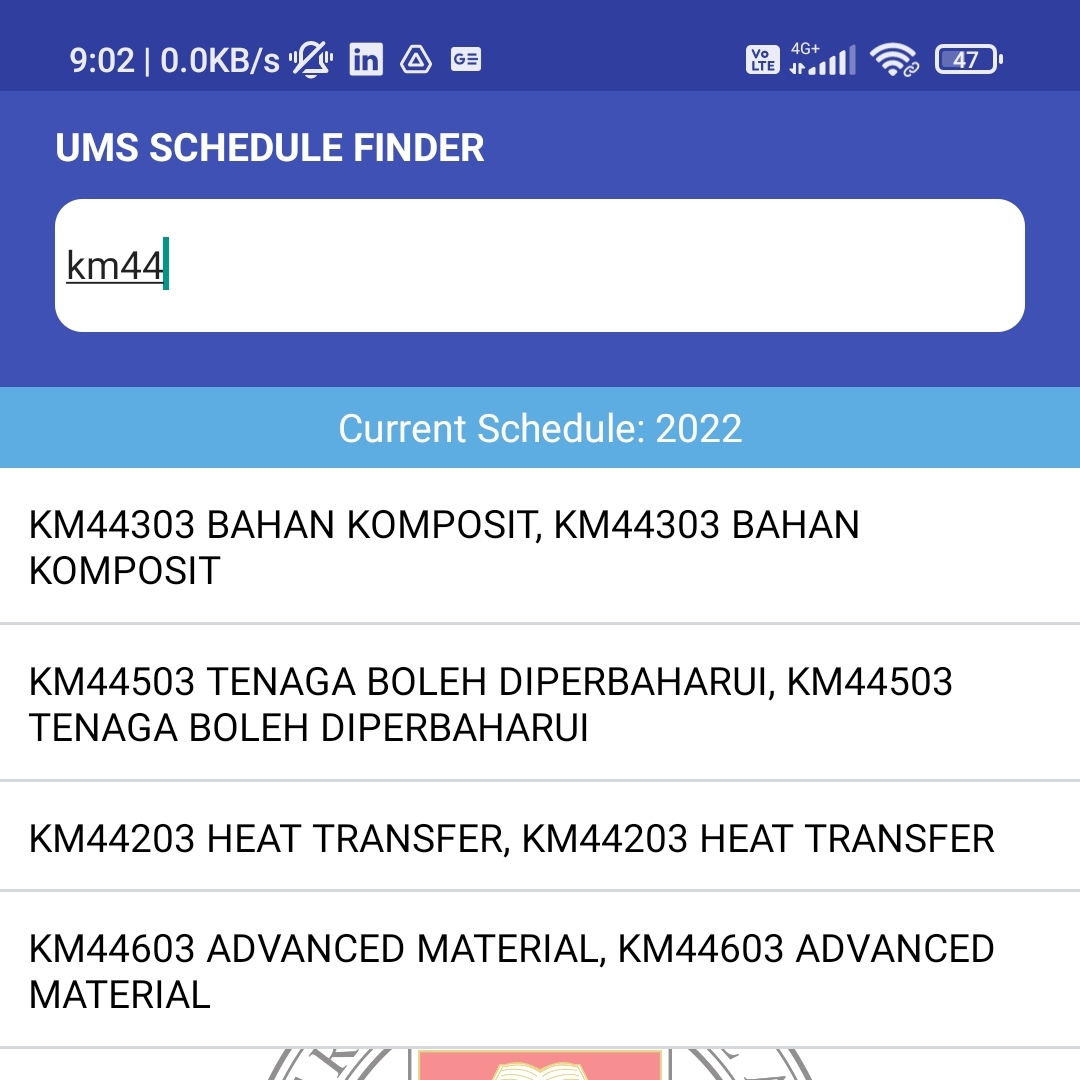 9:02 | 0.0KB/s in GE Vo LTE 4G+ 47
UMS SCHEDULE FINDER
km44
Current Schedule: 2022
KM44303 BAHAN KOMPOSIT, KM44303 BAHAN
KOMPOSIT
KM44503 TENAGA BOLEH DIPERBAHARUI, KM44503
TENAGA BOLEH DIPERBAHARUI
KM44203 HEAT TRANSFER, KM44203 HEAT TRANSFER
KM44603 ADVANCED MATERIAL, KM44603 ADVANCED
MATERIAL